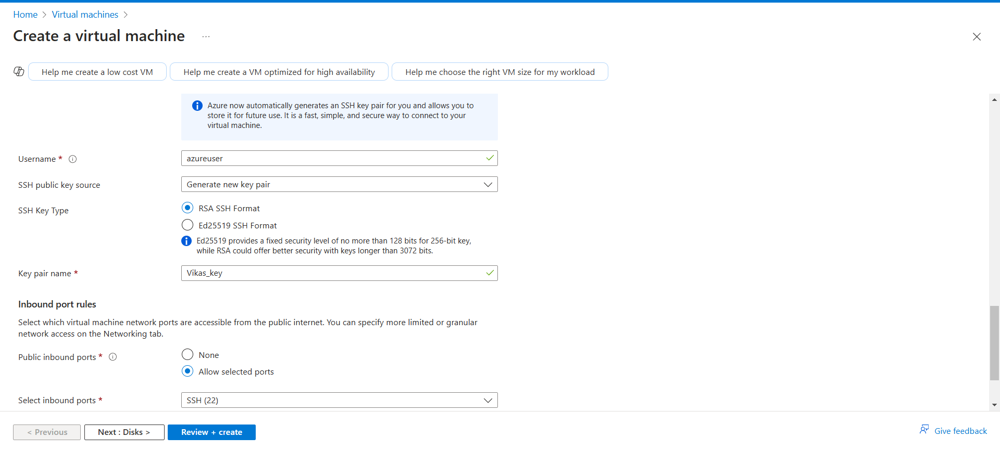 Home > Virtual machines >
Create a virtual machine ...
Help me create a low cost VM
Help me create a VM optimized for high availability
Help me choose the right VM size for my workload
Azure now automatically generates an SSH key pair for you and allows you to
store it for future use. It is a fast, simple, and secure way to connect to your
virtual machine.
Username *
azureuser
SSH public key source
Generate new key pair
SSH Key Type
RSA SSH Format
Ed25519 SSH Format
Ed25519 provides a fixed security level of no more than 128 bits for 256-bit key,
while RSA could offer better security with keys longer than 3072 bits.
Key pair name *
Vikas_key
Inbound port rules
Select which virtual machine network ports are accessible from the public internet. You can specify more limited or granular
network access on the Networking tab.
Public inbound ports *
None
Allow selected ports
Select inbound ports *
SSH (22)
< Previous
Next : Disks >
Review + create
Give feedback